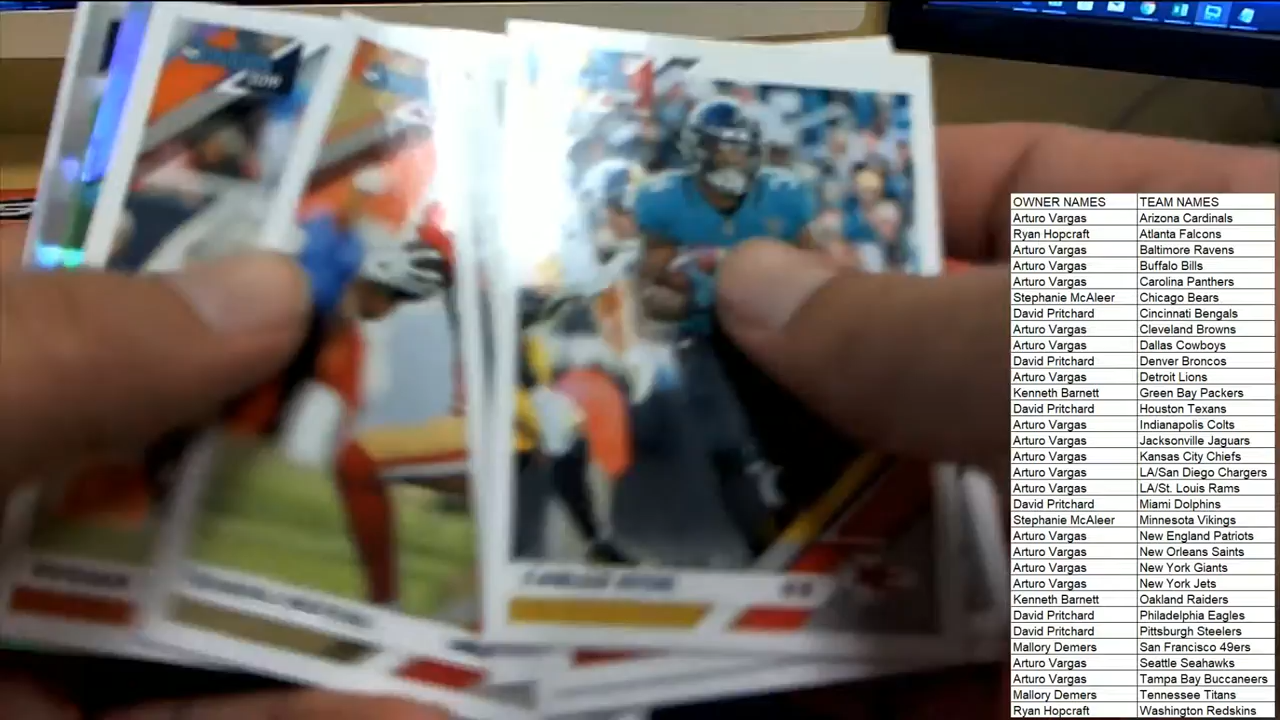 OWNER NAMES TEAM NAMES
Arturo Vargas Arizona Cardinals
Ryan Hopcraft Atlanta Falcons
Arturo Vargas Baltimore Ravens
Arturo Vargas Buffalo Bills
Arturo Vargas Carolina Panthers
Stephanie McAleer Chicago Bears
David Pritchard Cincinnati Bengals
Arturo Vargas Cleveland Browns
Arturo Vargas Dallas Cowboys
David Pritchard Denver Broncos
Arturo Vargas Detroit Lions
Kenneth Barnett Green Bay Packers
David Pritchard Houston Texans
Arturo Vargas Indianapolis Colts
Arturo Vargas Jacksonville Jaguars
Arturo Vargas Kansas City Chiefs
Arturo Vargas LA/San Diego Chargers
Arturo Vargas LA/St. Louis Rams
David Pritchard Miami Dolphins
Stephanie McAleer Minnesota Vikings
Arturo Vargas New England Patriots
Arturo Vargas New Orleans Saints
Arturo Vargas New York Giants
Arturo Vargas New York Jets
Kenneth Barnett Oakland Raiders
David Pritchard Philadelphia Eagles
David Pritchard Pittsburgh Steelers
Mallory Demers San Francisco 49ers
Arturo Vargas Seattle Seahawks
Arturo Vargas Tampa Bay Buccaneers
Mallory Demers Tennessee Titans
Ryan Hopcraft Washington Redskins